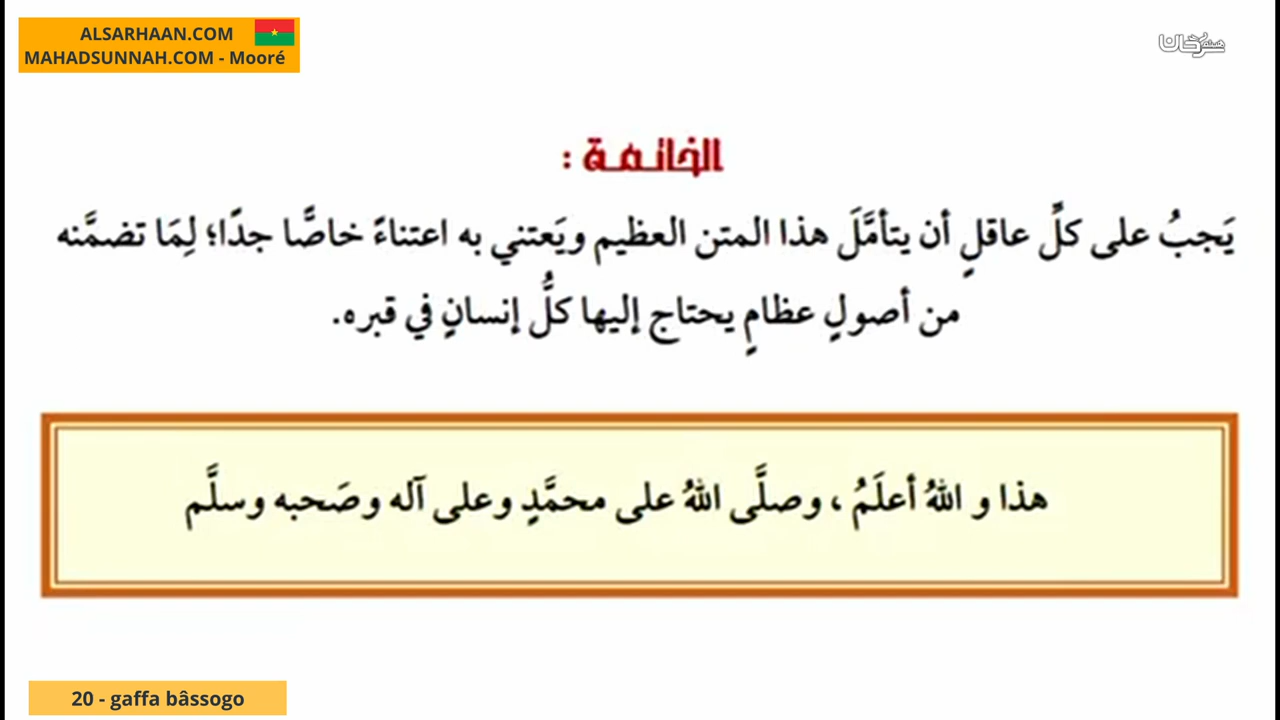 ALSARHAAN.COM
MAHADSUNNAH.COM - Mooré
سرحان
الخاتمة :
يَجبُ على كلِّ عاقلٍ أن يتأمَّلَ هذا المتن العظيم ويَعتني به اعتناءً خاصًّا جدًا؛ لِمَا تضمَّنه
من أصولٍ عظامٍ يحتاج إليها كلُّ إنسانٍ في قبره.
هذا و اللهُ أعلَمُ ، وصلَّى اللهُ على محمَّدٍ وعلى آله وصَحبه وسلَّم
20 - gaffa bâssogo